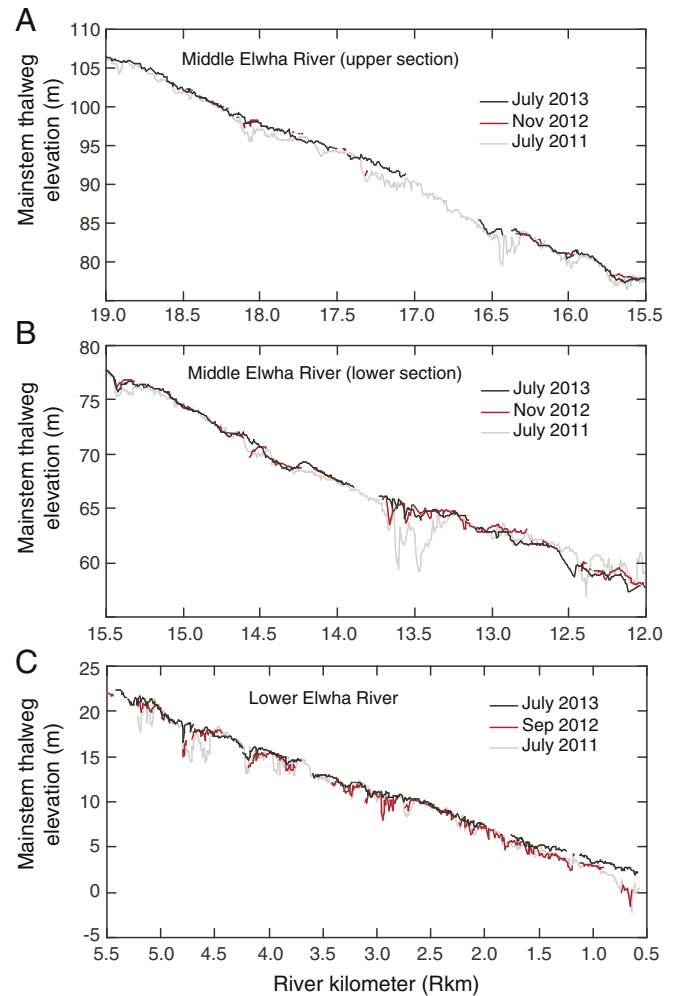 A
Mainstem thalweg
elevation (m)
110
105
100
95
90
85
80
Middle Elwha River (upper section)
July 2013
Nov 2012
July 2011
19.0 18.5 18.0 17.5 17.0 16.5 16.0 15.5
B
Mainstem thalweg
elevation (m)
80
75
70
65
60
Middle Elwha River (lower section)
July 2013
Nov 2012
July 2011
15.5 15.0 14.5 14.0 13.5 13.0 12.5 12.0
C
Mainstem thalweg
elevation (m)
25
20
15
10
5
0
-5
Lower Elwha River
July 2013
Sep 2012
July 2011
5.5 5.0 4.5 4.0 3.5 3.0 2.5 2.0 1.5 1.0 0.5
River kilometer (Rkm)